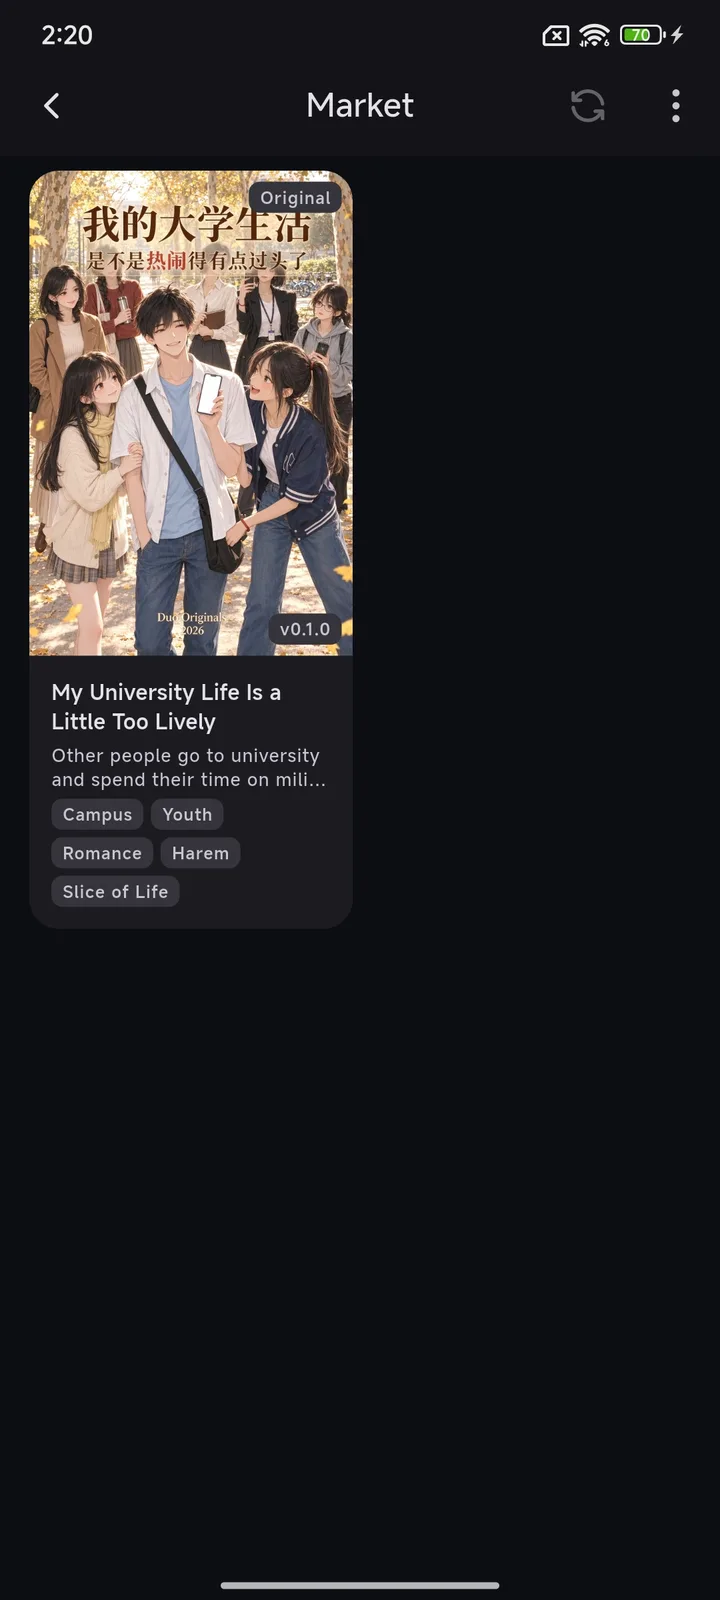 2:20
6
70
Market
Original
我的大学生活
是不是热闹得有点过头了
Duo Originals
2026
v0.1.0
My University Life Is a
Little Too Lively
Other people go to university
and spend their time on mili...
Campus
Youth
Romance
Harem
Slice of Life